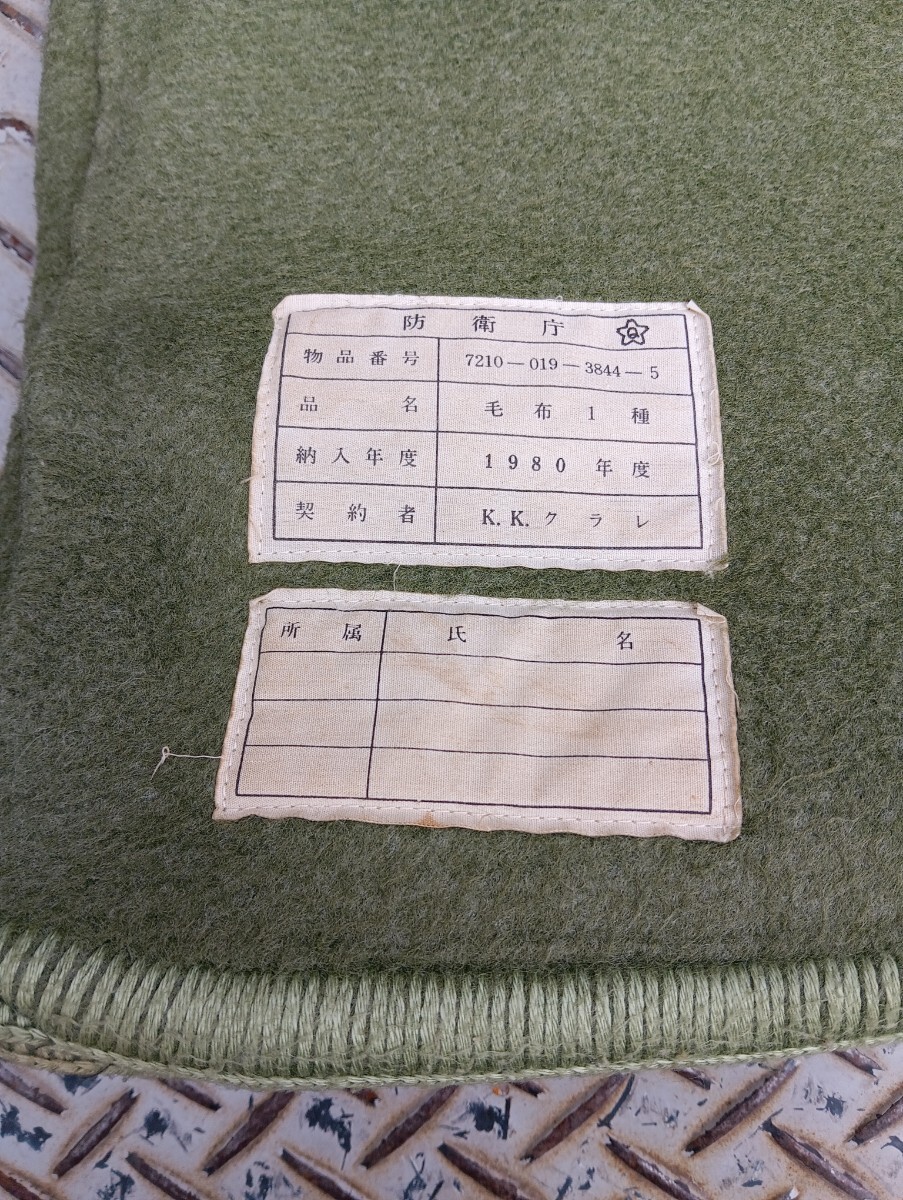 防衛庁
物品番号 7210-019-3844-5
品名 毛布1種
納入年度 1980年度
契約者 K.K.クラレ
所属 氏名